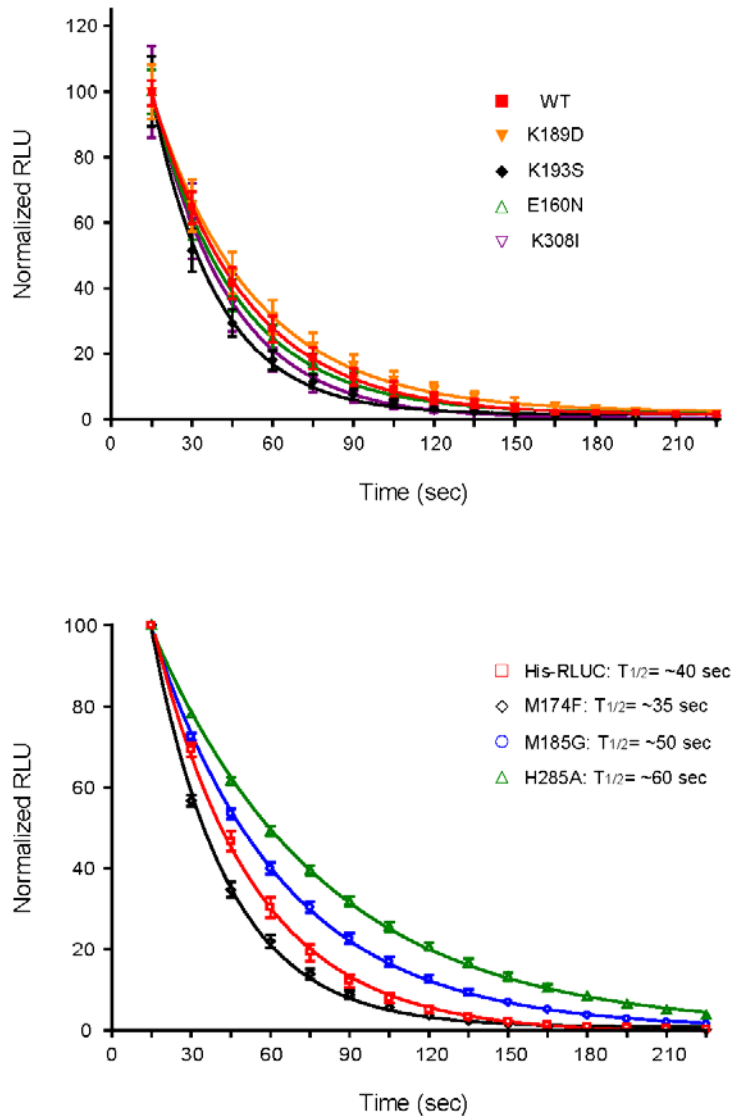 120
100
80
60
40
20
0
Normalized RLU
WT
K189D
K193S
E160N
K308I
0 30 60 90 120 150 180 210
Time (sec)
100
80
60
40
20
0
Normalized RLU
His-RLUC: T1/2= ~40 sec
M174F: T1/2= ~35 sec
M185G: T1/2= ~50 sec
H285A: T1/2= ~60 sec
0 30 60 90 120 150 180 210
Time (sec)